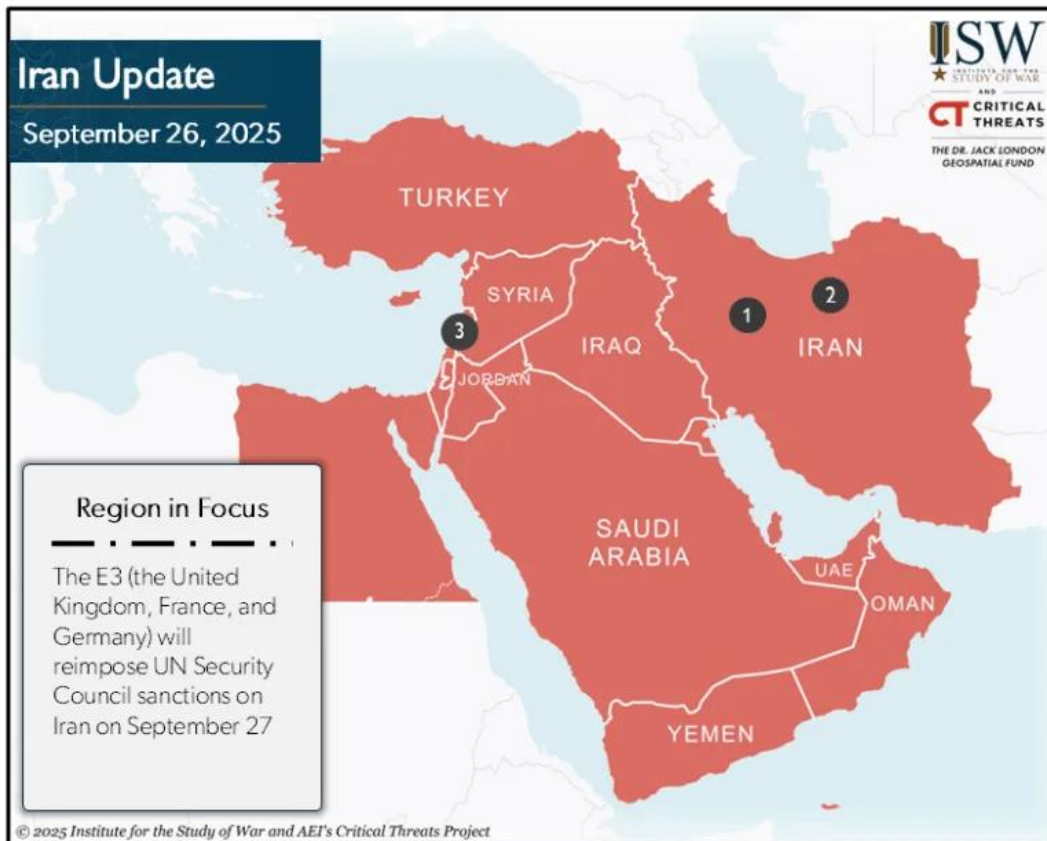 Iran Update
September 26, 2025
ISW
INSTITUTE FOR THE
STUDY OF WAR
AND
CT CRITICAL
THREATS
THE DR. JACK LONDON
GEOSPATIAL FUND
TURKEY
SYRIA
IRAQ
IRAN
JORDAN
1
2
3
SAUDI
ARABIA
UAE
OMAN
YEMEN
Region in Focus
The E3 (the United
Kingdom, France, and
Germany) will
reimpose UN Security
Council sanctions on
Iran on September 27
© 2025 Institute for the Study of War and AEI's Critical Threats Project